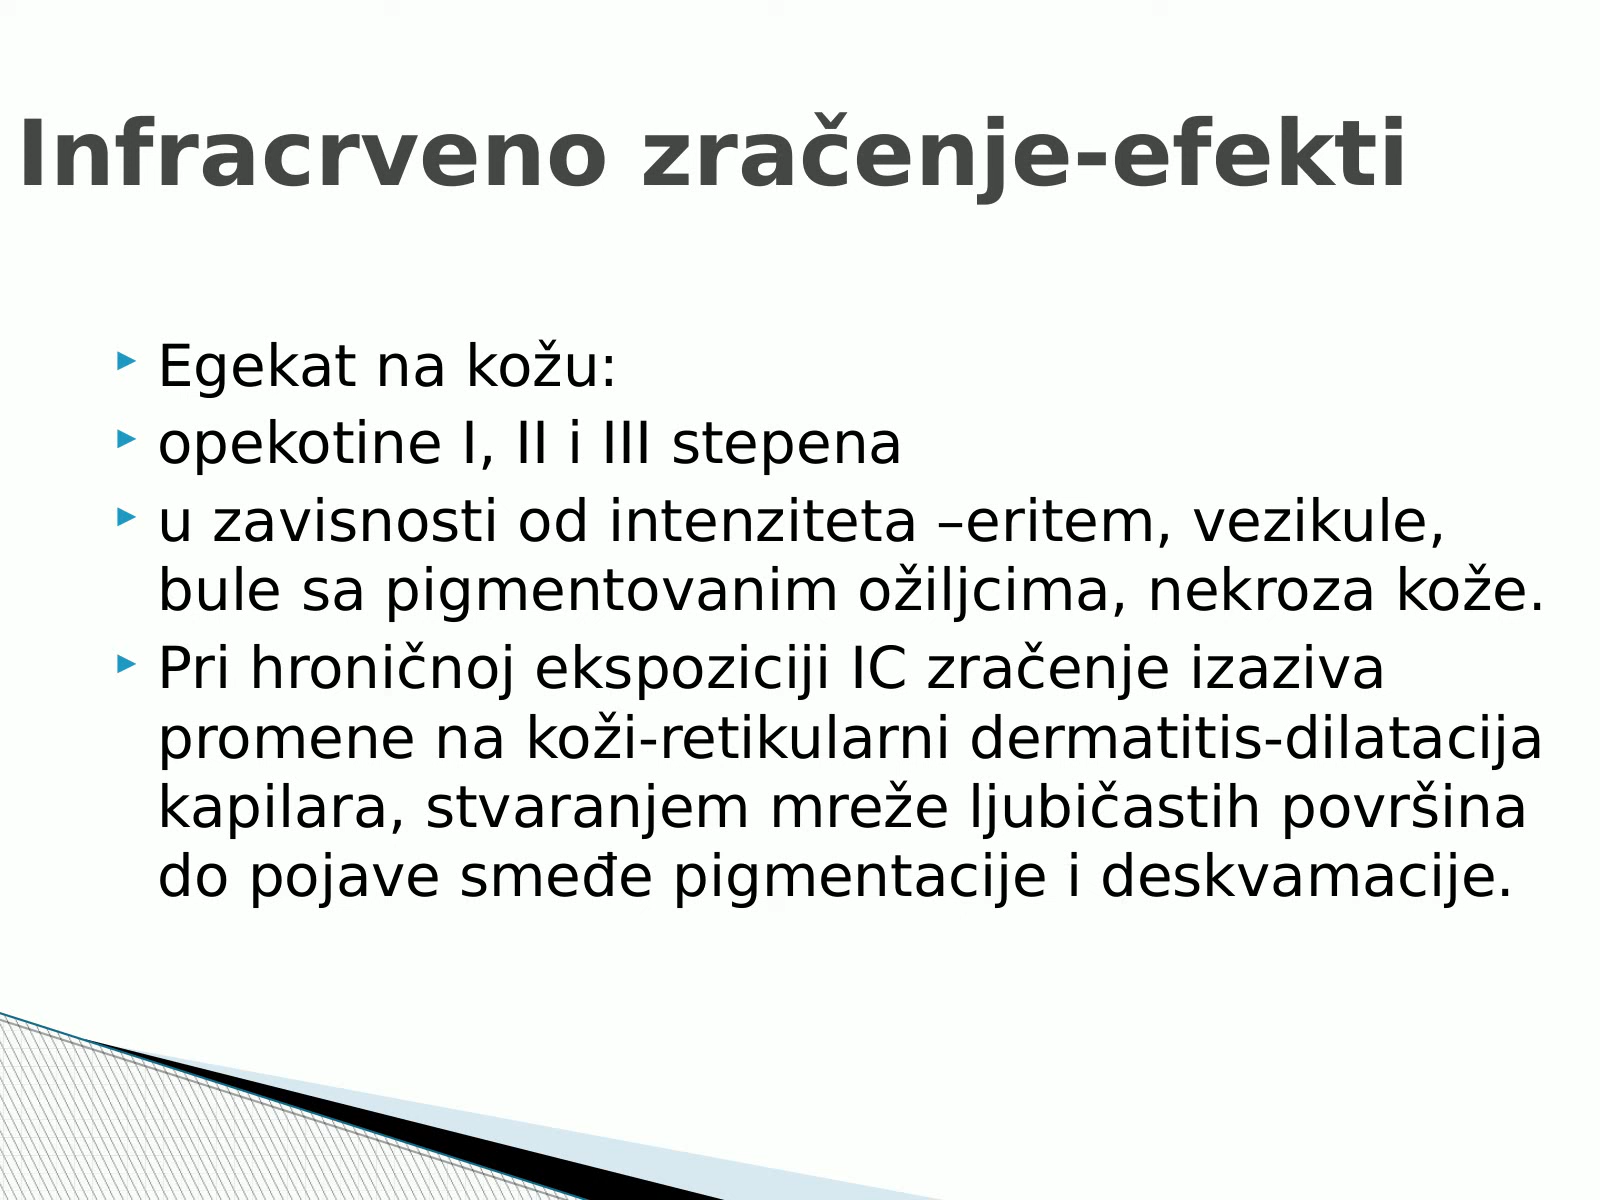 Infracrveno zračenje-efekti
Egekat na kožu:
opekotine I, II i III stepena
u zavisnosti od intenziteta –eritem, vezikule,
bule sa pigmentovanim ožiljcima, nekroza kože.
Pri hroničnoj ekspoziciji IC zračenje izaziva
promene na koži-retikularni dermatitis-dilatacija
kapilara, stvaranjem mreže ljubičastih površina
do pojave smeđe pigmentacije i deskvamacije.